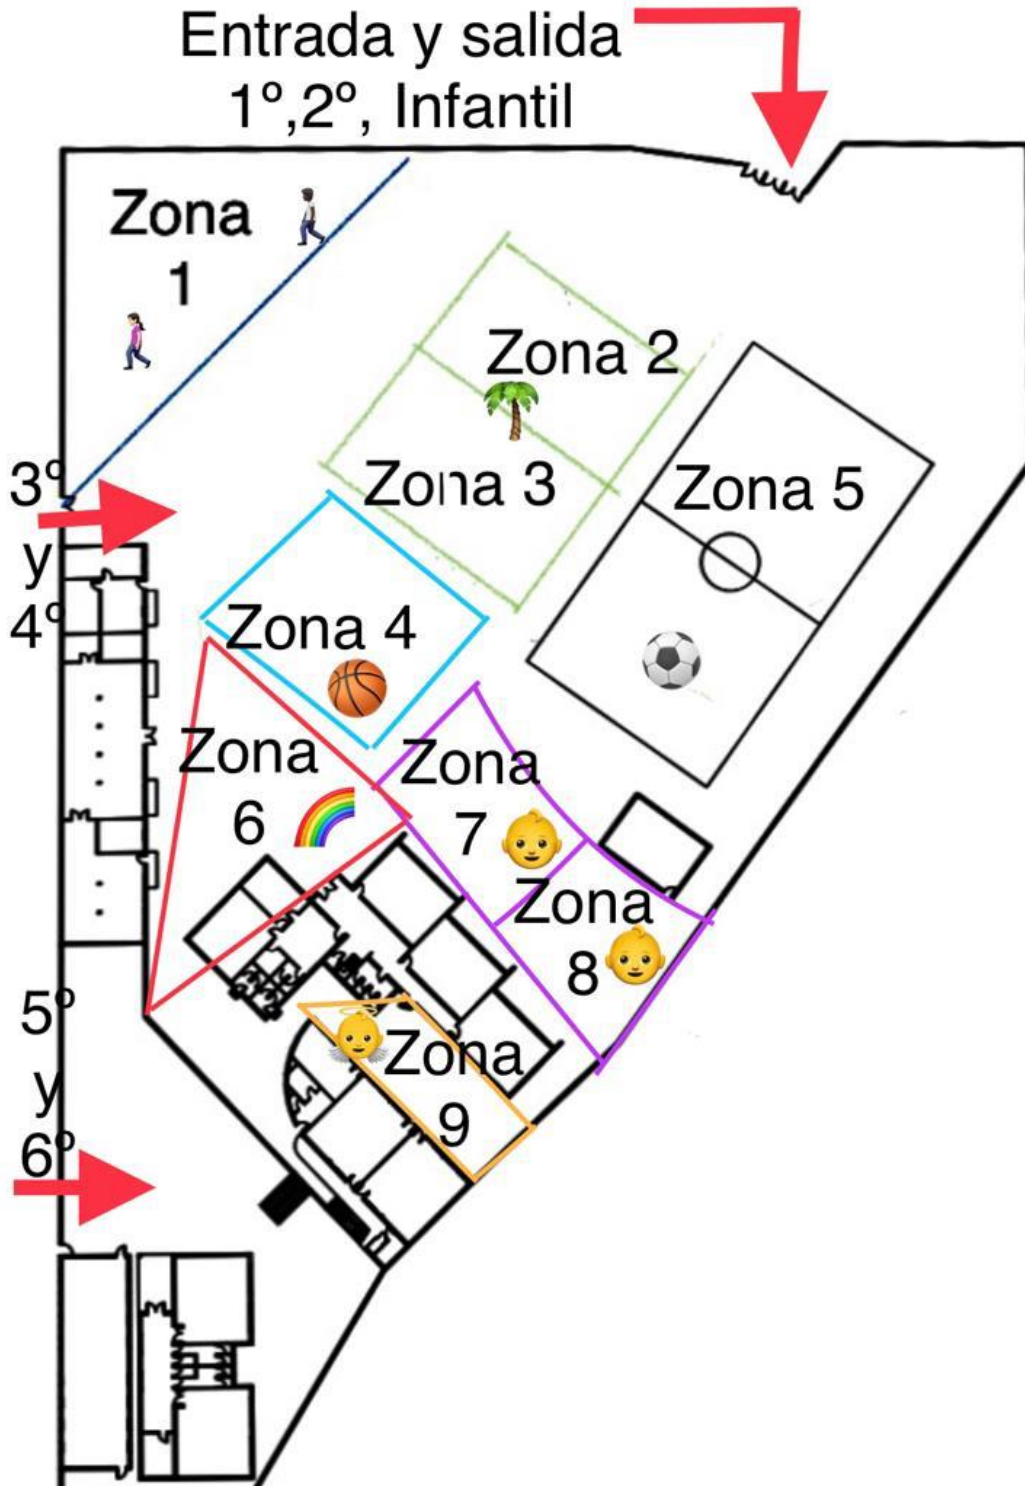 Entrada y salida
1º,2º, Infantil
Zona
1
Zona 2
Zona 3
Zona 5
3º
y
4º
Zona 4
Zona
6
Zona
7
Zona
8
5º
y
6º
Zona
9